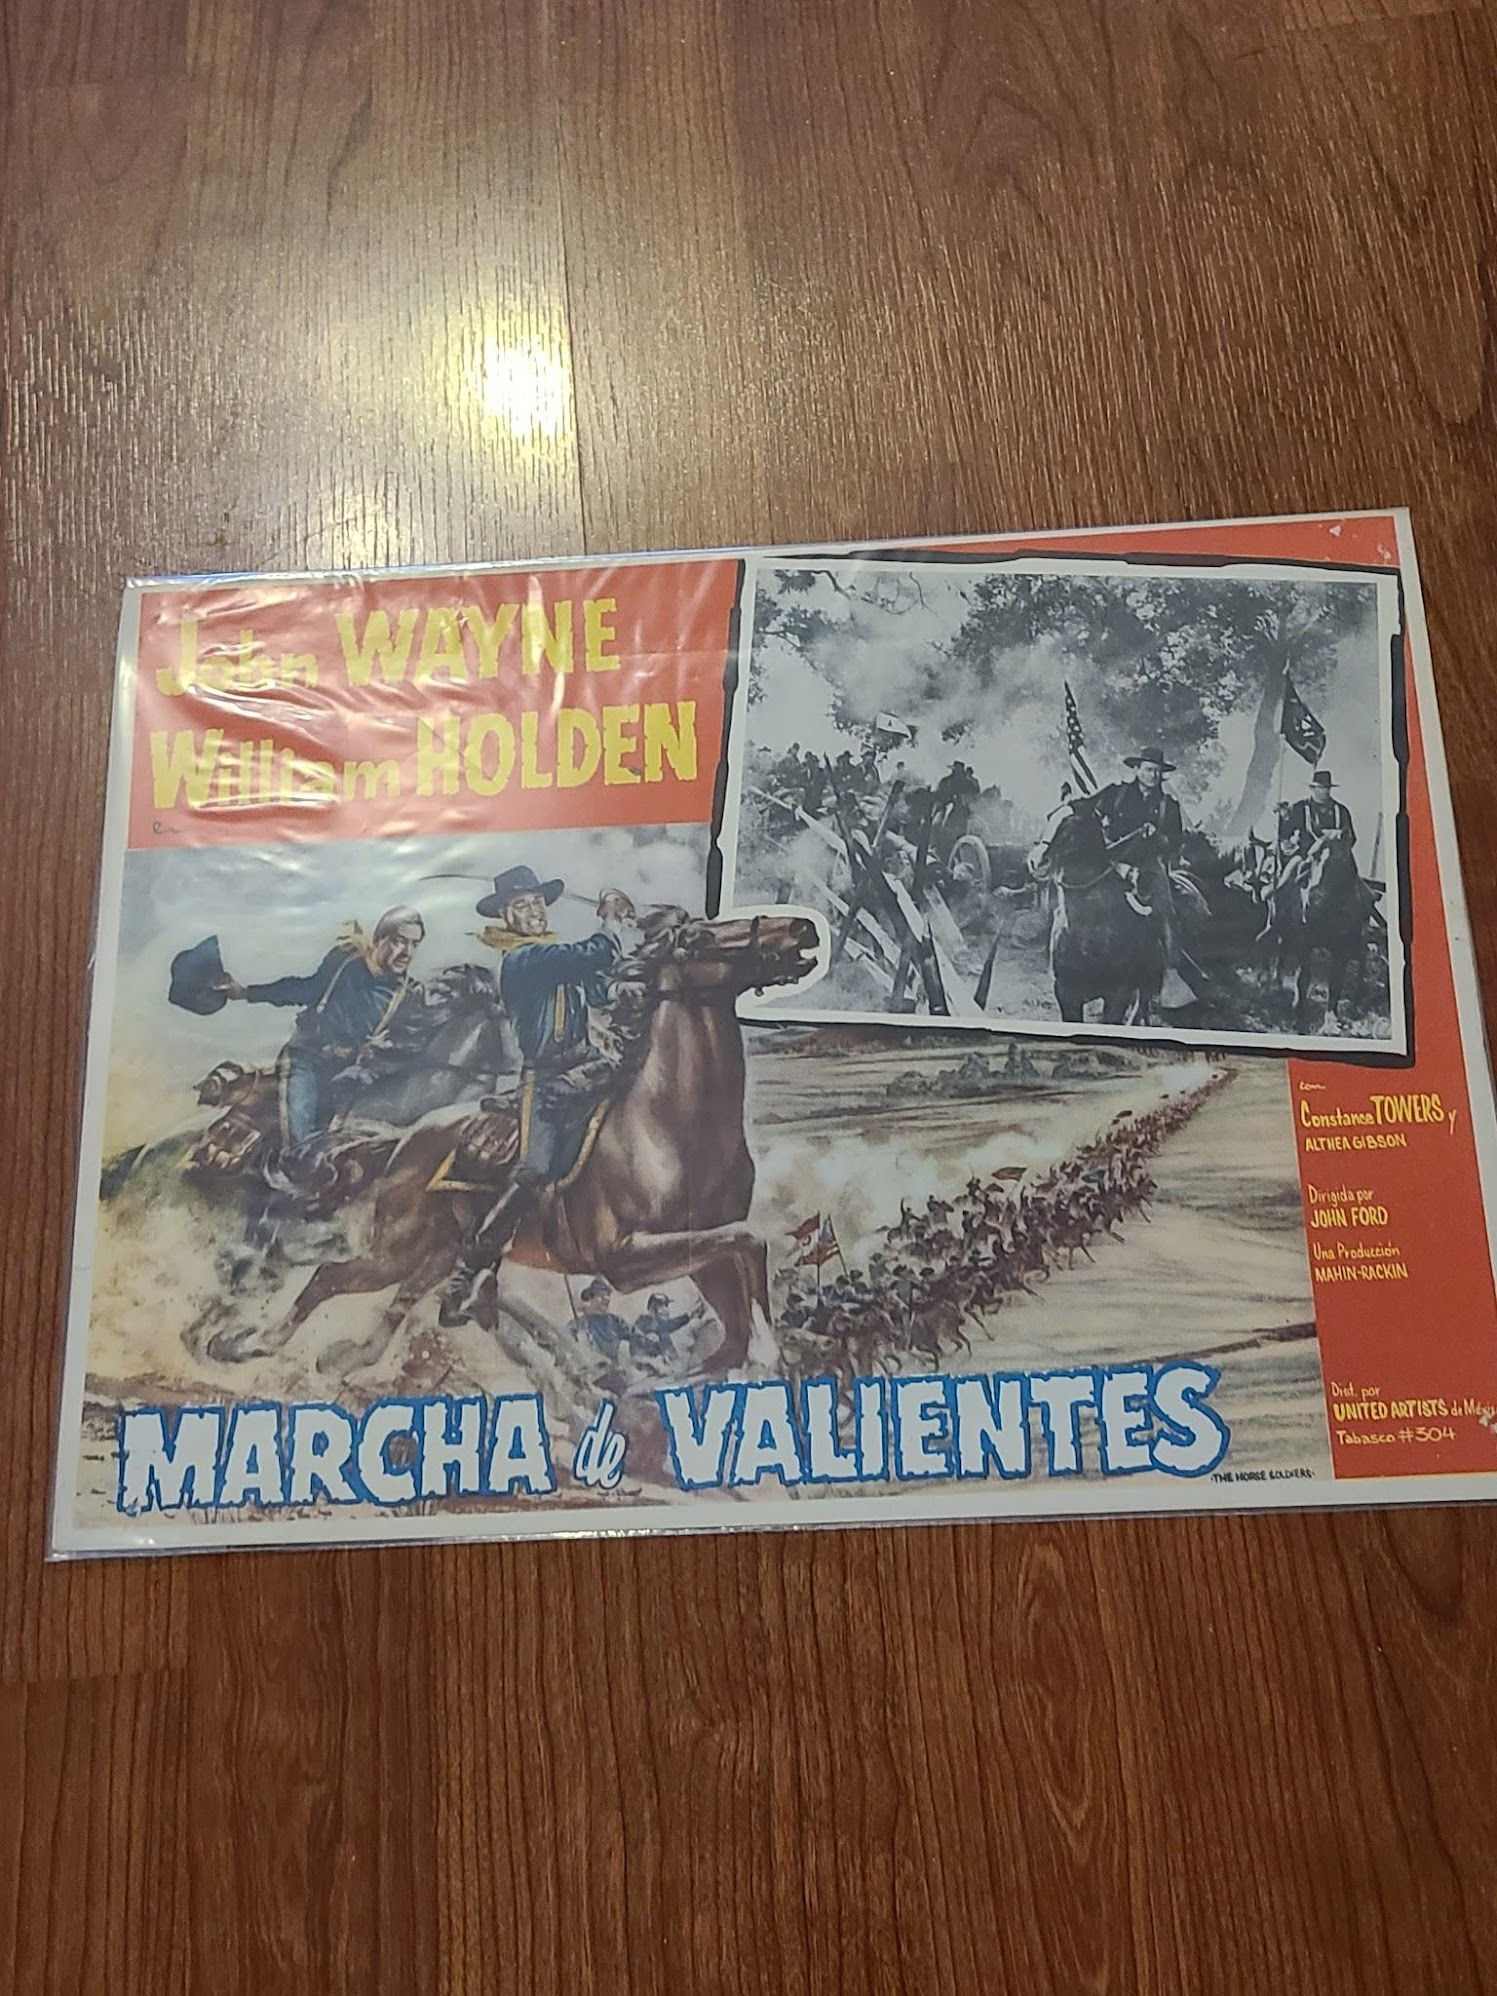 John WAYNE
William HOLDEN
en
MARCHA de VALIENTES
·THE HORSE SOLDIERS·
con
Constance TOWERS y
ALTHEA GIBSON
Dirigida por
JOHN FORD
Una Producción
MAHIN-RACKIN
Dist. por
UNITED ARTISTS de México
Tabasco #304